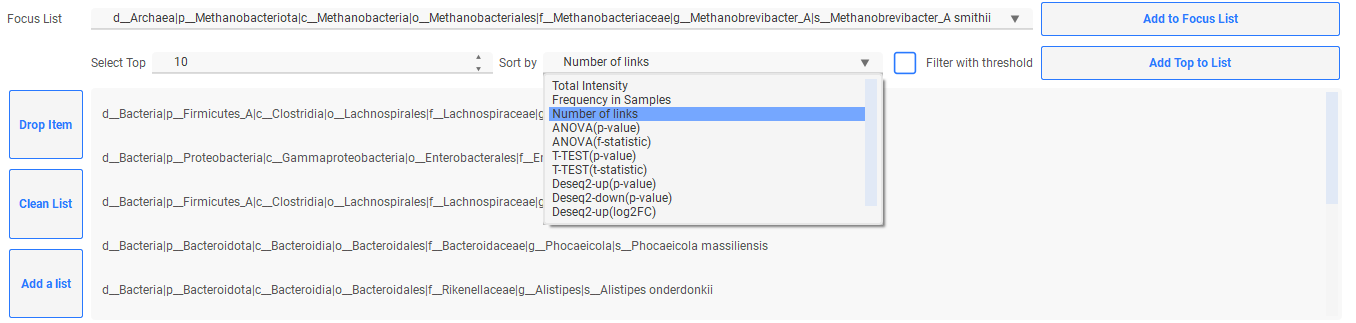 Focus List
d__Archaea|p__Methanobacteriota|c__Methanobacteria|o__Methanobacteriales|f__Methanobacteriaceae|g__Methanobrevibacter_A|s__Methanobrevibacter_A smithii
Add to Focus List
Select Top
10
Sort by
Number of links
Filter with threshold
Add Top to List
Total Intensity
Frequency in Samples
Number of links
ANOVA(p-value)
ANOVA(f-statistic)
T-TEST(p-value)
T-TEST(t-statistic)
Deseq2-up(p-value)
Deseq2-down(p-value)
Deseq2-up(log2FC)
Drop Item
Clean List
Add a list
d__Bacteria|p__Firmicutes_A|c__Clostridia|o__Lachnospirales|f__Lachnospiraceae|g
d__Bacteria|p__Proteobacteria|c__Gammaproteobacteria|o__Enterobacterales|f__En
d__Bacteria|p__Firmicutes_A|c__Clostridia|o__Lachnospirales|f__Lachnospiraceae|g
d__Bacteria|p__Bacteroidota|c__Bacteroidia|o__Bacteroidales|f__Bacteroidaceae|g__Phocaeicola|s__Phocaeicola massiliensis
d__Bacteria|p__Bacteroidota|c__Bacteroidia|o__Bacteroidales|f__Rikenellaceae|g__Alistipes|s__Alistipes onderdonkii